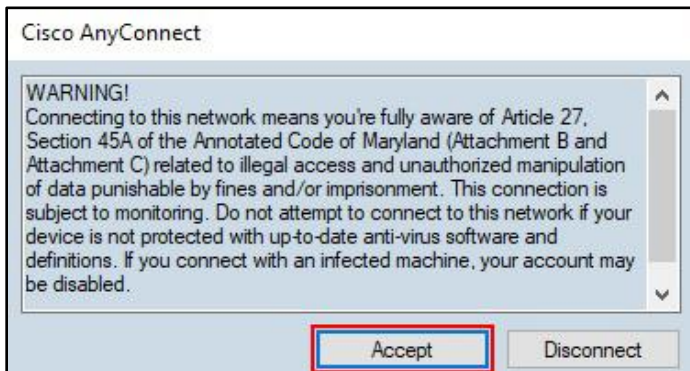 Cisco AnyConnect
WARNING!
Connecting to this network means you're fully aware of Article 27,
Section 45A of the Annotated Code of Maryland (Attachment B and
Attachment C) related to illegal access and unauthorized manipulation
of data punishable by fines and/or imprisonment. This connection is
subject to monitoring. Do not attempt to connect to this network if your
device is not protected with up-to-date anti-virus software and
definitions. If you connect with an infected machine, your account may
be disabled.
Accept
Disconnect